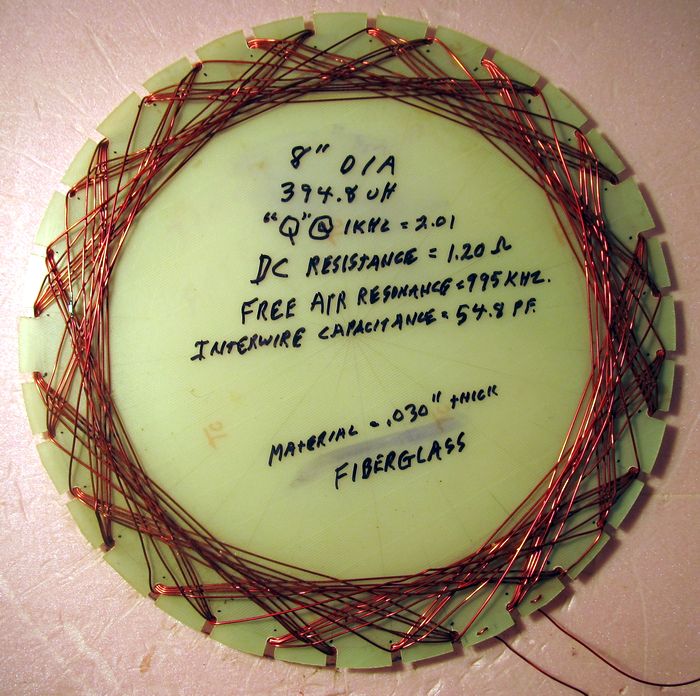 8" DIA
394.8 UH
"Q" @ 1KHZ = 2.01
DC RESISTANCE = 1.20 Ω
FREE AIR RESONANCE = 995 KHZ.
INTERWIRE CAPACITANCE = 54.8 PF.
MATERIAL = .030" THICK
FIBERGLASS